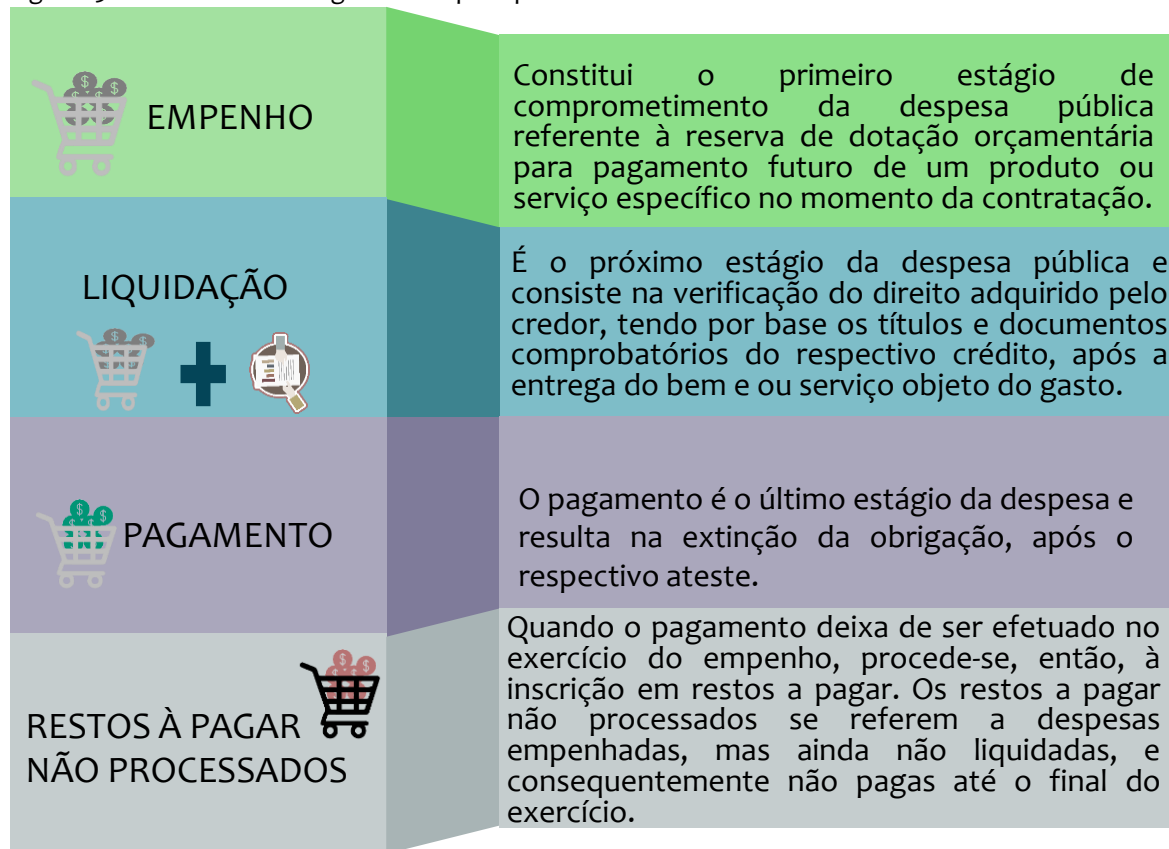 EMPENHO
Constitui o primeiro estágio de
comprometimento da despesa pública
referente à reserva de dotação orçamentária
para pagamento futuro de um produto ou
serviço específico no momento da contratação.
LIQUIDAÇÃO
É o próximo estágio da despesa pública e
consiste na verificação do direito adquirido pelo
credor, tendo por base os títulos e documentos
comprobatórios do respectivo crédito, após a
entrega do bem e ou serviço objeto do gasto.
PAGAMENTO
O pagamento é o último estágio da despesa e
resulta na extinção da obrigação, após o
respectivo ateste.
RESTOS À PAGAR
NÃO PROCESSADOS
Quando o pagamento deixa de ser efetuado no
exercício do empenho, procede-se, então, à
inscrição em restos a pagar. Os restos a pagar
não processados se referem a despesas
empenhadas, mas ainda não liquidadas, e
consequentemente não pagas até o final do
exercício.